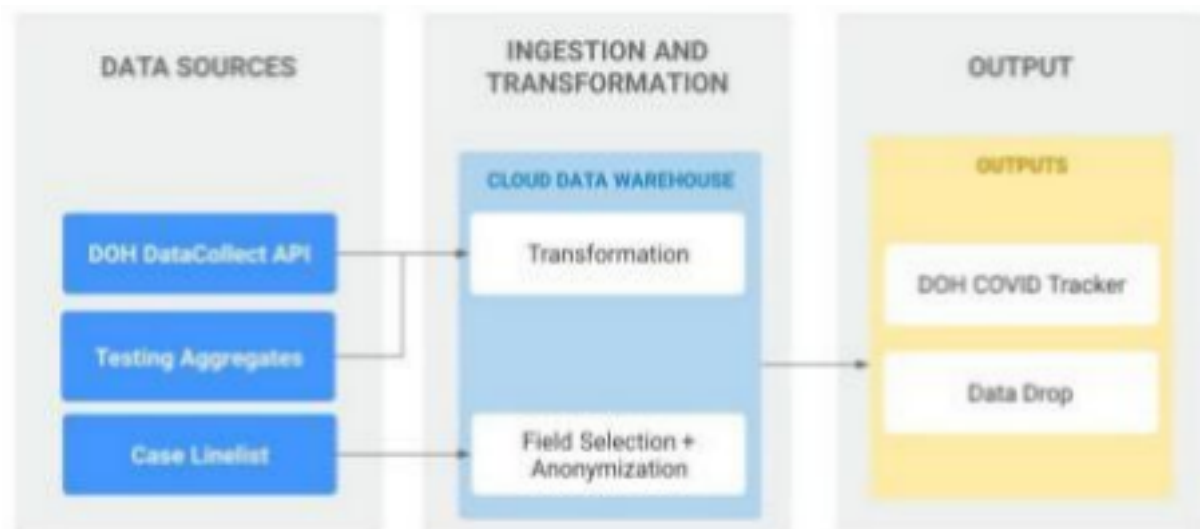 DATA SOURCES
DOH DataCollect API
Testing Aggregates
Case Linelist
INGESTION AND
TRANSFORMATION
CLOUD DATA WAREHOUSE
Transformation
Field Selection +
Anonymization
OUTPUT
OUTPUTS
DOH COVID Tracker
Data Drop